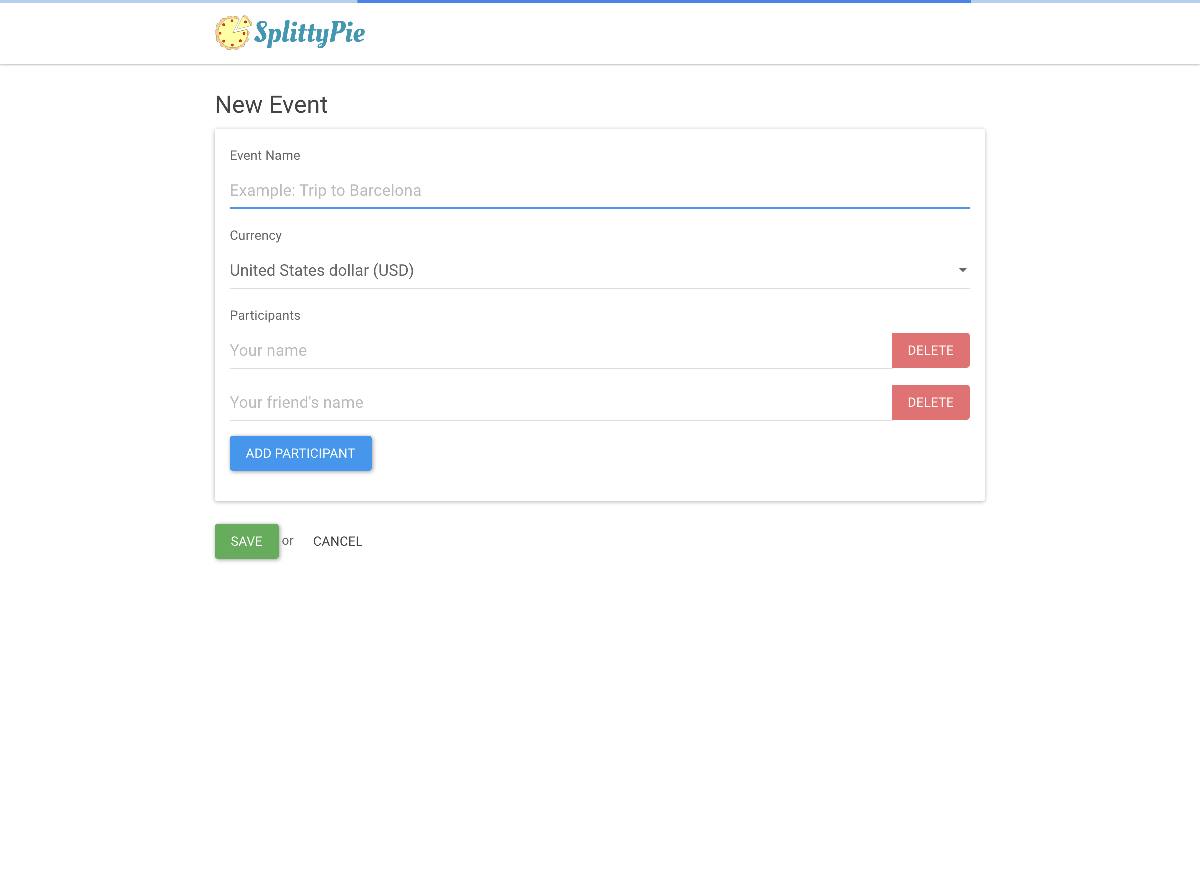 SplittyPie
New Event
Event Name
Example: Trip to Barcelona
Currency
United States dollar (USD)
Participants
Your name
DELETE
Your friend's name
DELETE
ADD PARTICIPANT
SAVE or CANCEL